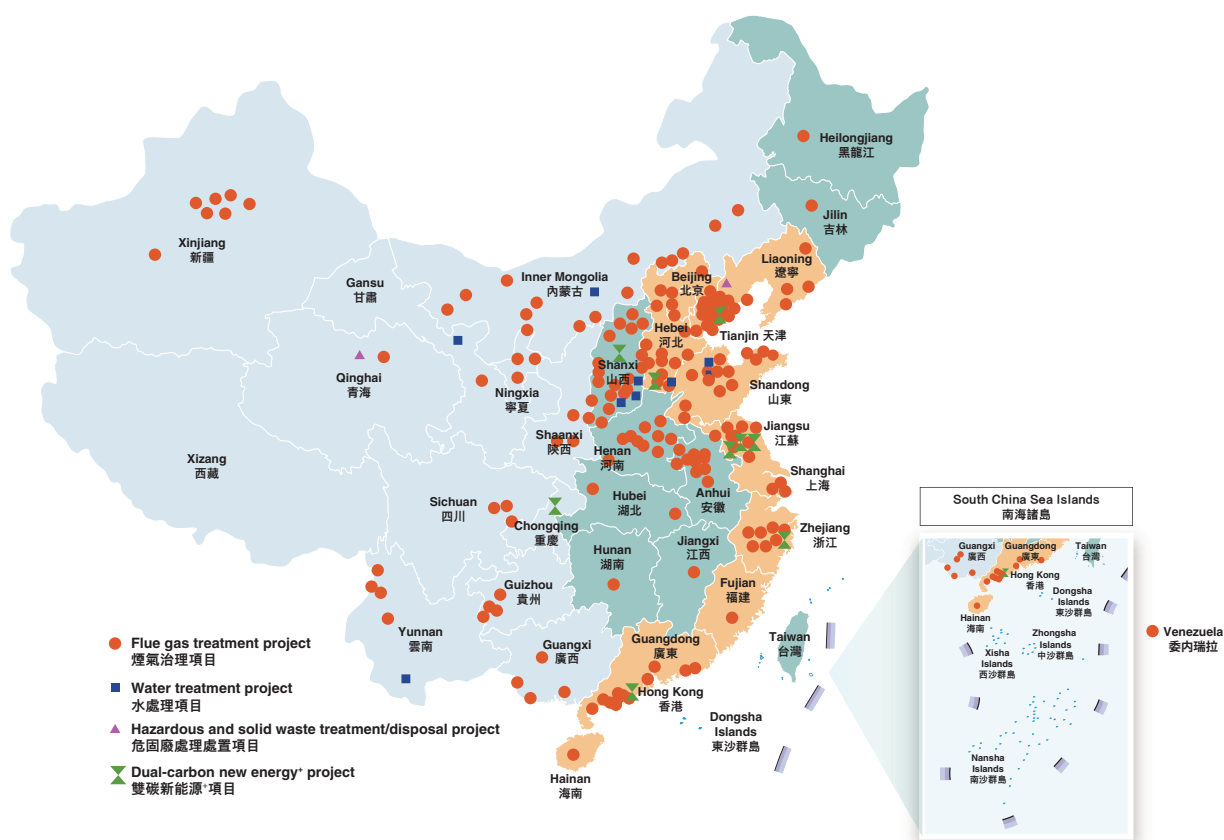 Heilongjiang
黑龍江
Jilin
吉林
Liaoning
遼寧
Xinjiang
新疆
Gansu
甘肅
Inner Mongolia
內蒙古
Beijing
北京
Tianjin 天津
Hebei
河北
Shanxi
山西
Shandong
山東
Qinghai
青海
Ningxia
寧夏
Shaanxi
陝西
Henan
河南
Jiangsu
江蘇
Xizang
西藏
Shanghai
上海
Anhui
安徽
Hubei
湖北
Sichuan
四川
Chongqing
重慶
Zhejiang
浙江
Hunan
湖南
Jiangxi
江西
Guizhou
貴州
Fujian
福建
Yunnan
雲南
Guangxi
廣西
Guangdong
廣東
Taiwan
台灣
Hong Kong
香港
Dongsha
Islands
東沙群島
Hainan
海南
Flue gas treatment project
煙氣治理項目
Water treatment project
水處理項目
Hazardous and solid waste treatment/disposal project
危固廢處理處置項目
Dual-carbon new energy⁺ project
雙碳新能源⁺項目
South China Sea Islands
南海諸島
Guangxi
廣西
Guangdong
廣東
Taiwan
台灣
Hong Kong
香港
Dongsha
Islands
東沙群島
Hainan
海南
Zhongsha
Islands
中沙群島
Xisha
Islands
西沙群島
Nansha
Islands
南沙群島
Venezuela
委内瑞拉